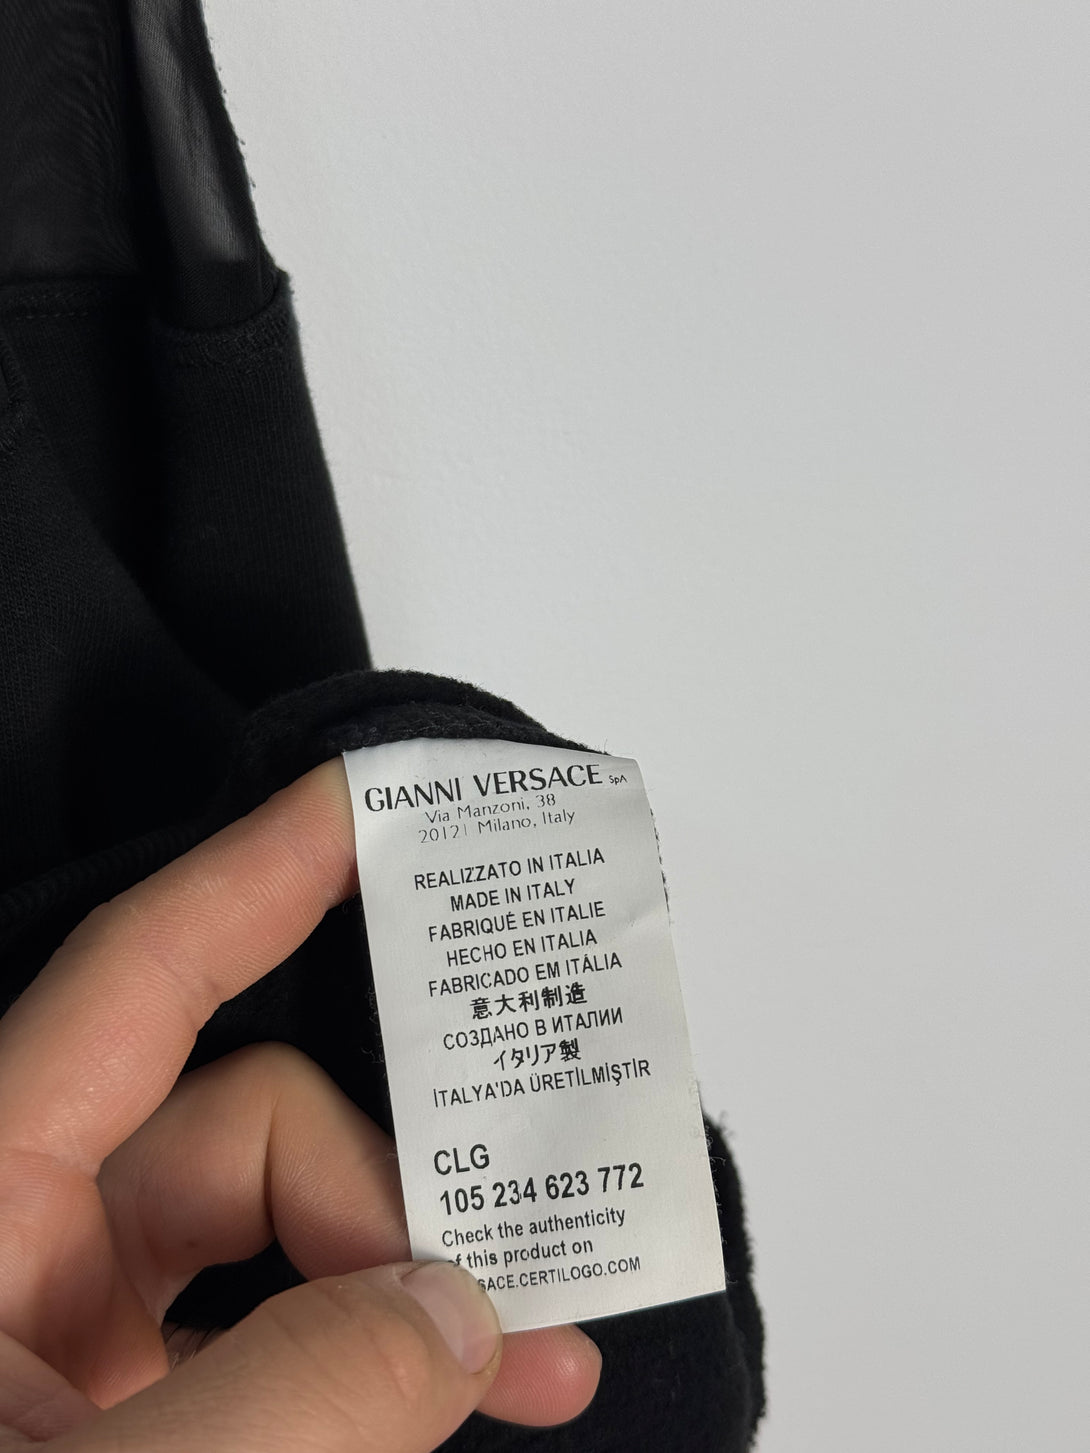 GIANNI VERSACE SpA
Via Manzoni, 38
20121 Milano, Italy
REALIZZATO IN ITALIA
MADE IN ITALY
FABRIQUÉ EN ITALIE
HECHO EN ITALIA
FABRICADO EM ITÁLIA
意大利制造
СОЗДАНО В ИТАЛИИ
イタリア製
İTALYA'DA ÜRETİLMİŞTİR
CLG
105 234 623 772
Check the authenticity
of this product on
SACE.CERTILOGO.COM